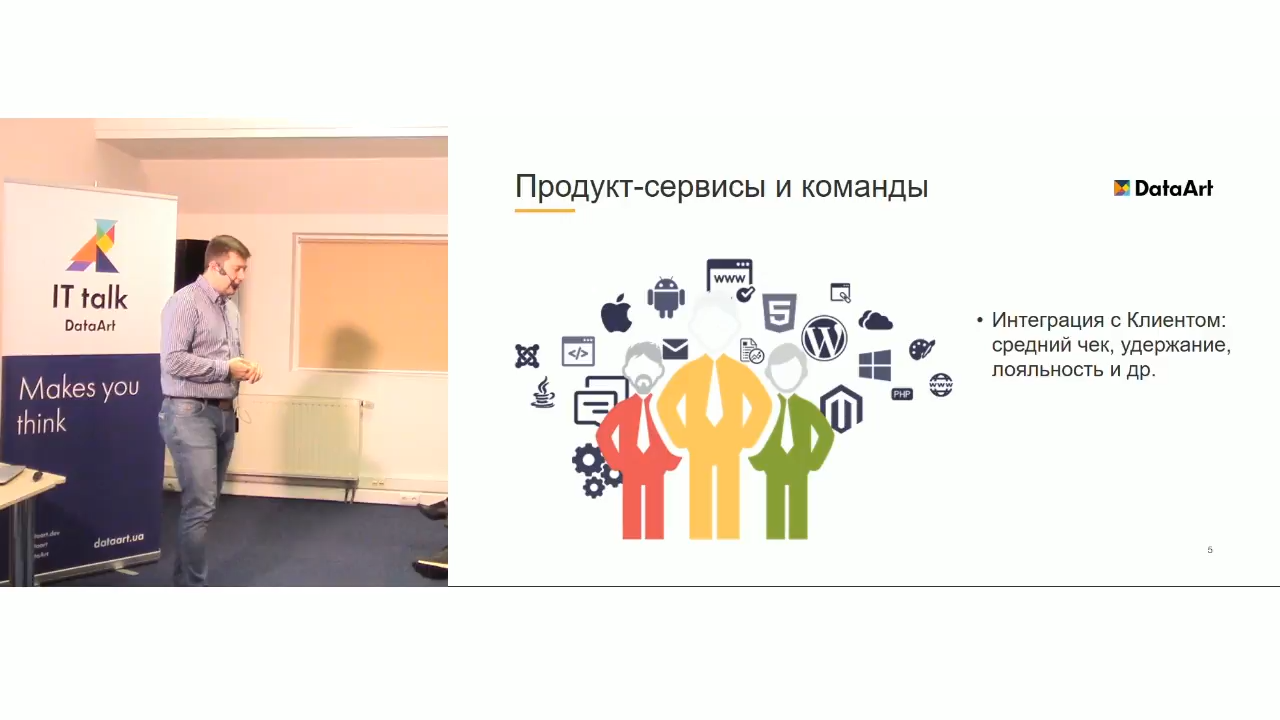 IT talk
DataArt
Makes you
think
dataart.ua
Продукт-сервисы и команды
DataArt
WWW
5
</>
PHP
www
• Интеграция с Клиентом:
средний чек, удержание,
лояльность и др.
5